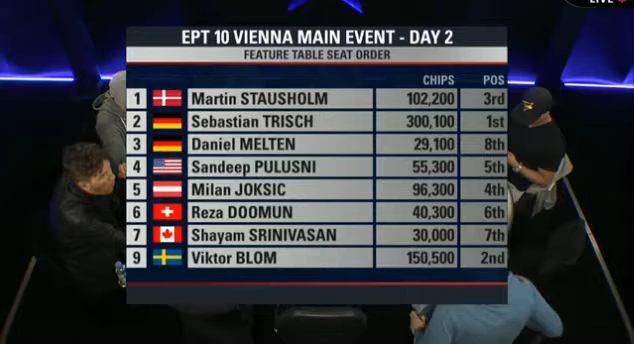 LIVE
EPT 10 VIENNA MAIN EVENT - DAY 2
FEATURE TABLE SEAT ORDER
CHIPS POS
1 Martin STAUSHOLM 102,200 3rd
2 Sebastian TRISCH 300,100 1st
3 Daniel MELTEN 29,100 8th
4 Sandeep PULUSNI 55,300 5th
5 Milan JOKSIC 96,300 4th
6 Reza DOOMUN 40,300 6th
7 Shayam SRINIVASAN 30,000 7th
9 Viktor BLOM 150,500 2nd